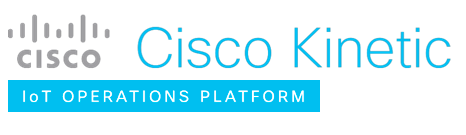 CISCO
Cisco Kinetic
IoT OPERATIONS PLATFORM